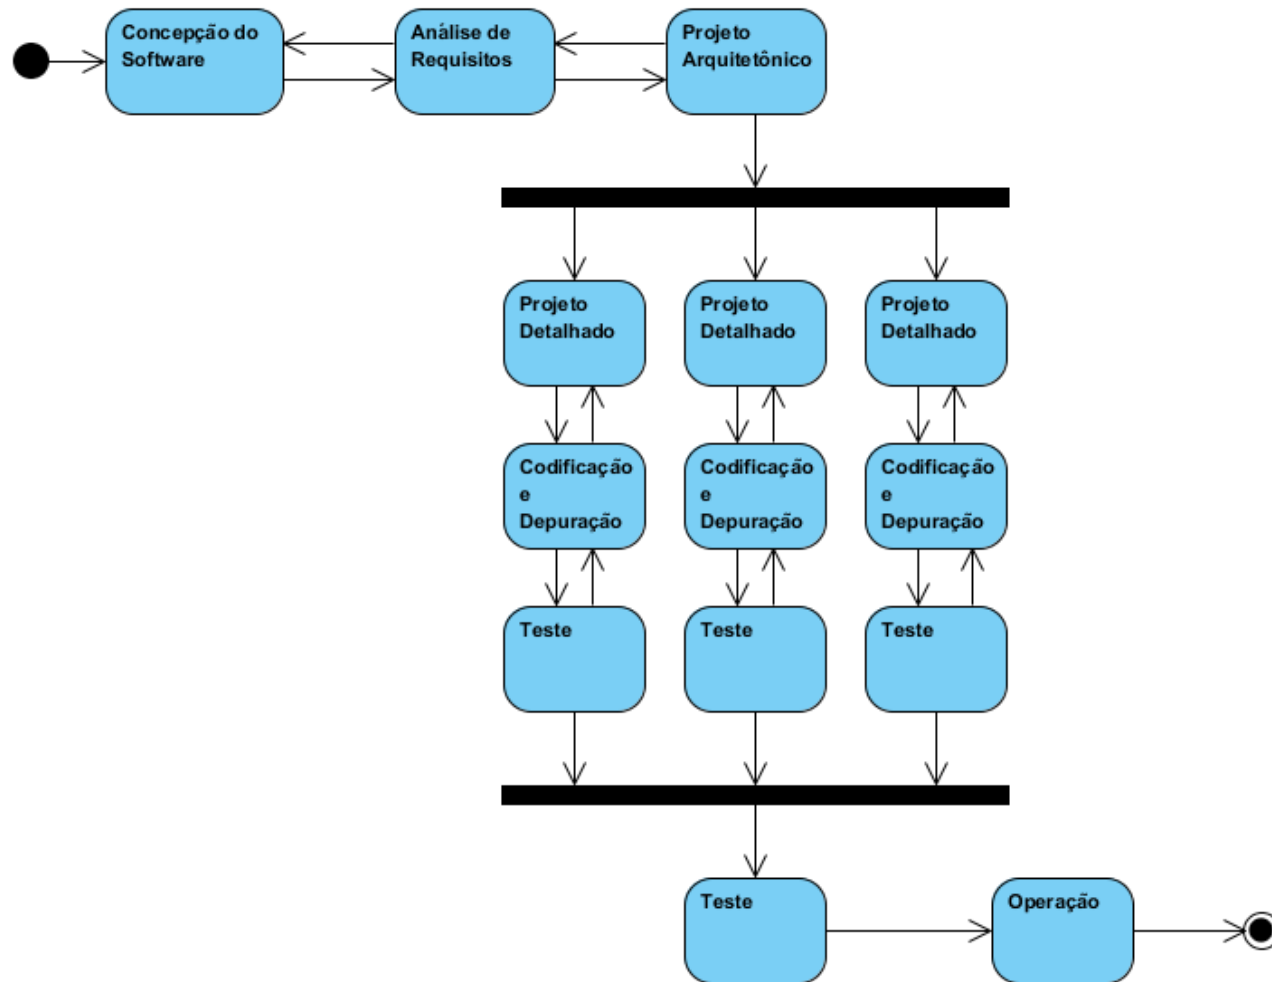 Concepção do
Software
Análise de
Requisitos
Projeto
Arquitetônico
Projeto
Detalhado
Projeto
Detalhado
Projeto
Detalhado
Codificação
e
Depuração
Codificação
e
Depuração
Codificação
e
Depuração
Teste
Teste
Teste
Teste
Operação